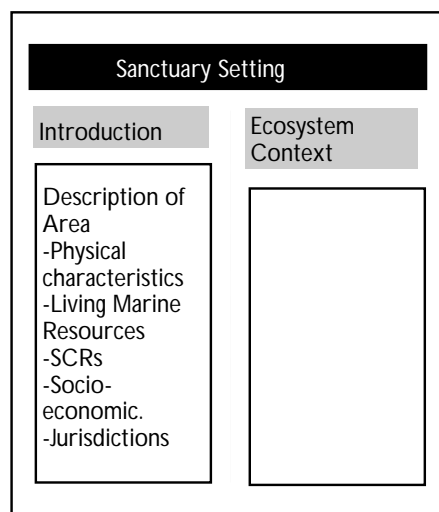 Sanctuary Setting
Introduction
Ecosystem
Context
Description of
Area
-Physical
characteristics
-Living Marine
Resources
-SCRs
-Socio-
economic.
-Jurisdictions